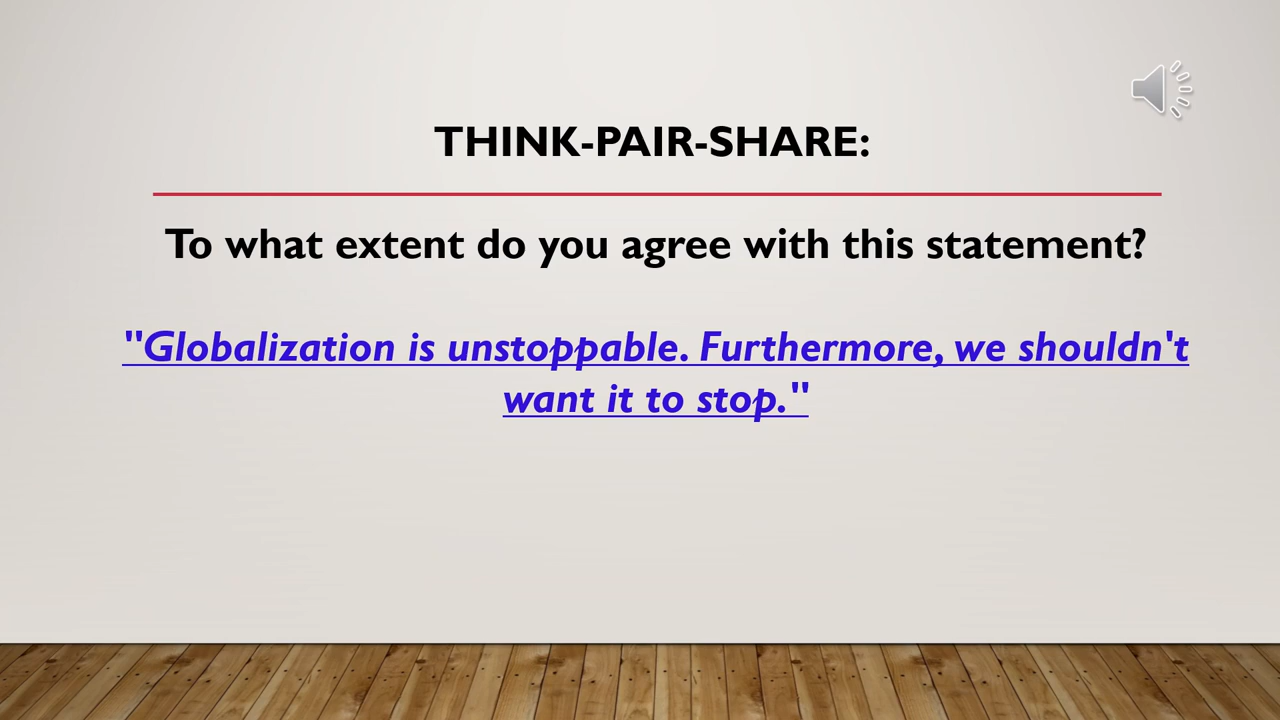 THINK-PAIR-SHARE:
To what extent do you agree with this statement?
"Globalization is unstoppable. Furthermore, we shouldn't
want it to stop."